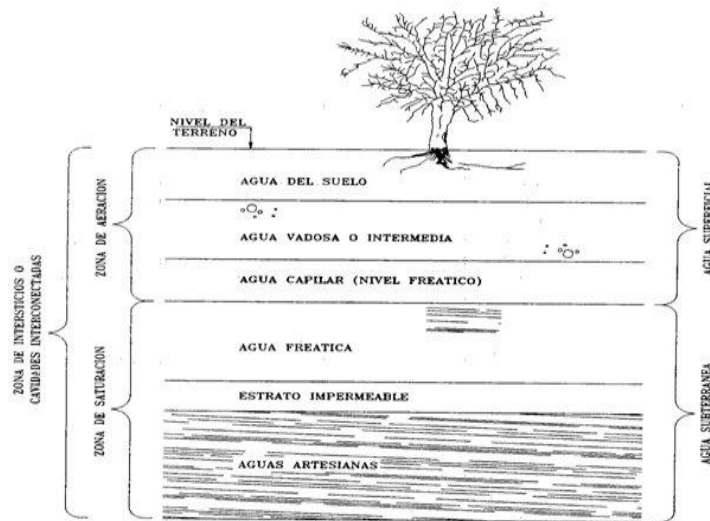 NIVEL DEL
TERRENO
AGUA DEL SUELO
AGUA VADOSA O INTERMEDIA
AGUA CAPILAR (NIVEL FREATICO)
AGUA FREATICA
ESTRATO IMPERMEABLE
AGUAS ARTESIANAS
ZONA DE INTERSTICIOS O
CAVIDADES INTERCONECTADAS
ZONA DE AERACION
ZONA DE SATURACION
AGUA SUPERFICIAL
AGUA SUBTERRANEA